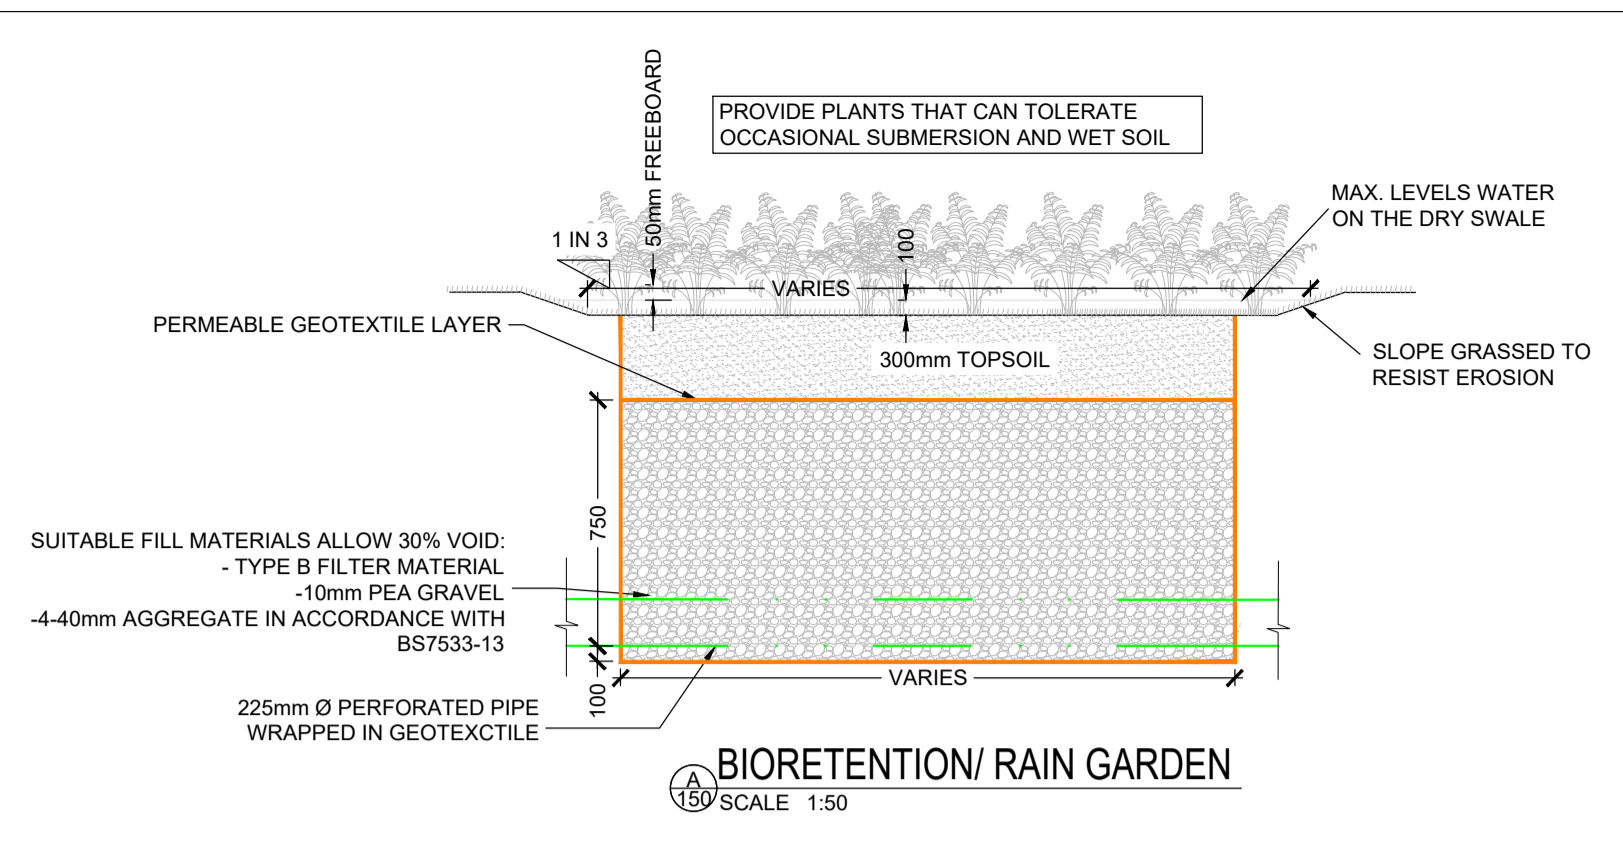 50mm FREEBOARD
PROVIDE PLANTS THAT CAN TOLERATE
OCCASIONAL SUBMERSION AND WET SOIL
MAX. LEVELS WATER
ON THE DRY SWALE
1 IN 3
100
VARIES
PERMEABLE GEOTEXTILE LAYER
300mm TOPSOIL
SLOPE GRASSED TO
RESIST EROSION
750
SUITABLE FILL MATERIALS ALLOW 30% VOID:
- TYPE B FILTER MATERIAL
-10mm PEA GRAVEL
-4-40mm AGGREGATE IN ACCORDANCE WITH
BS7533-13
100
VARIES
225mm Ø PERFORATED PIPE
WRAPPED IN GEOTEXCTILE
A
150
BIORETENTION/ RAIN GARDEN
SCALE 1:50